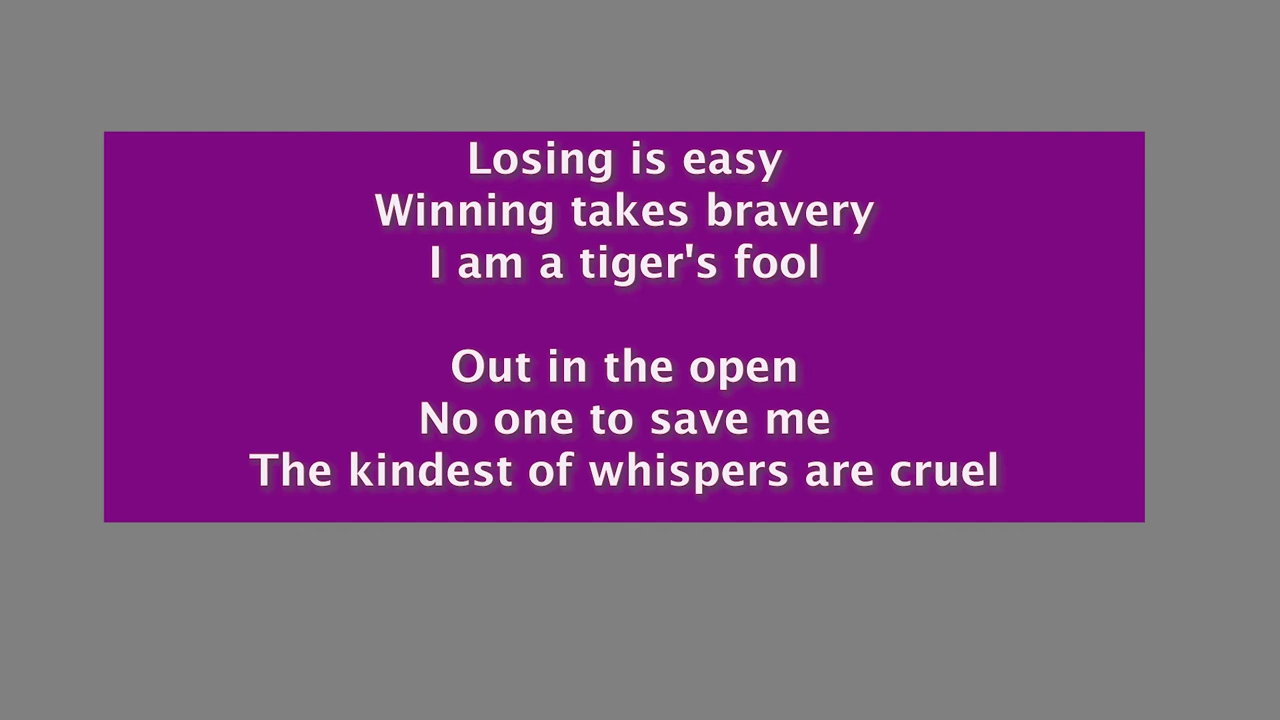 Losing is easy
Winning takes bravery
I am a tiger's fool
Out in the open
No one to save me
The kindest of whispers are cruel